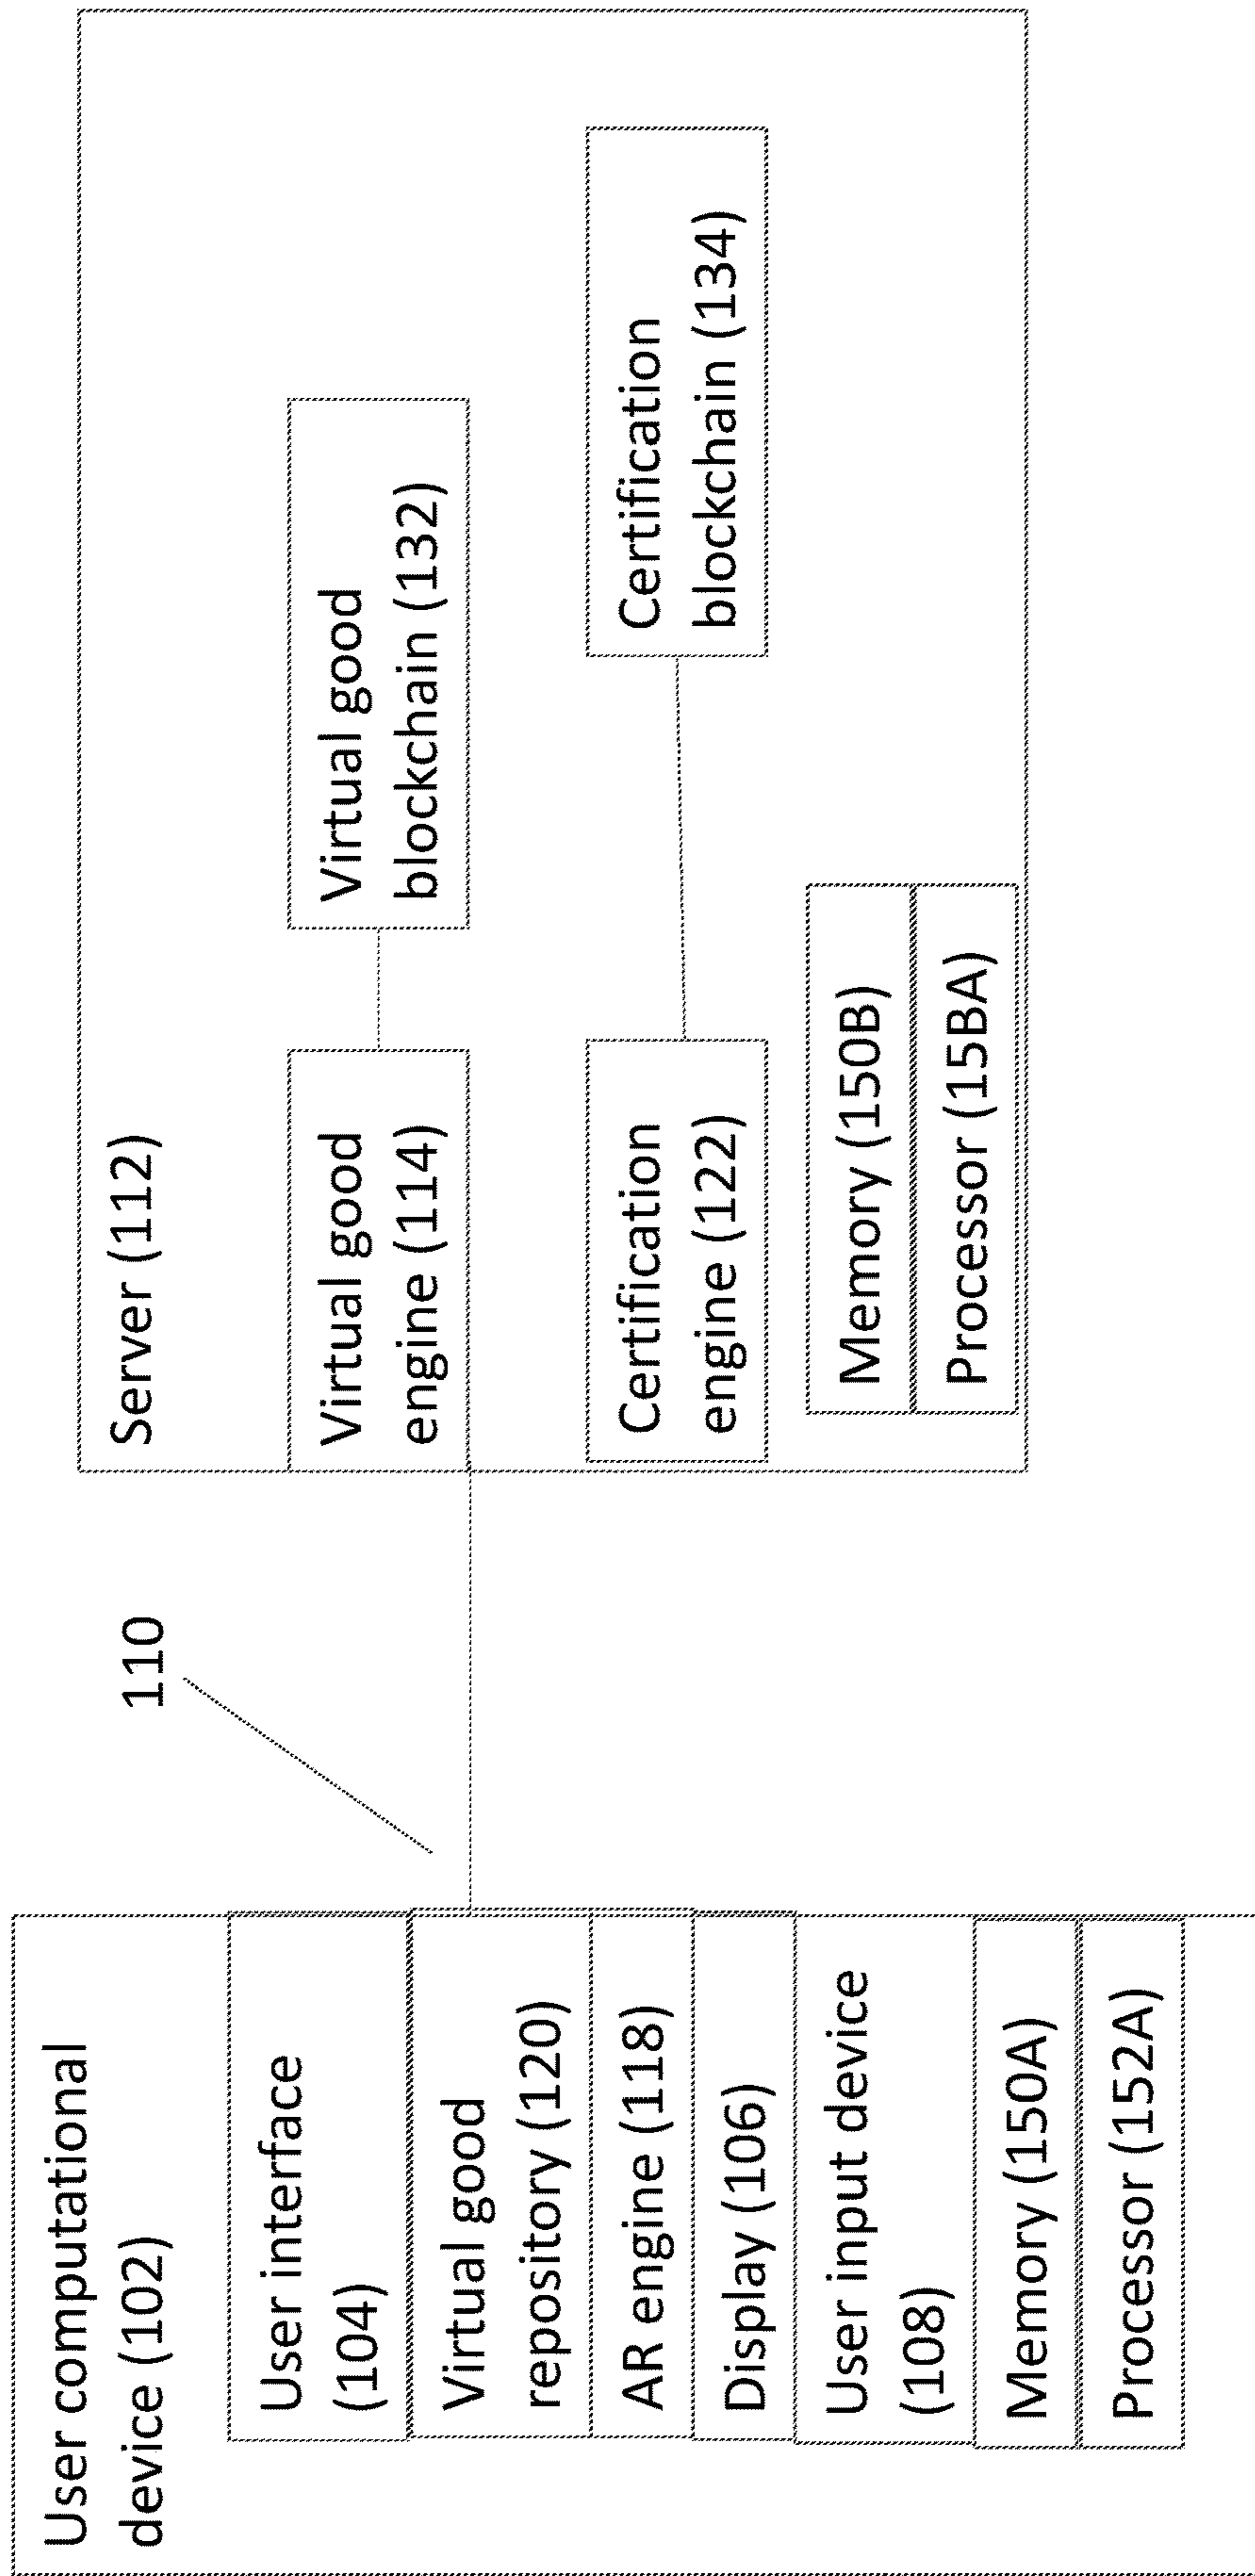 User computational
device (102)
User interface
(104)
Virtual good
repository (120)
AR engine (118)
Display (106)
User input device
(108)
Memory (150A)
Processor (152A)
110
Server (112)
Virtual good
engine (114)
Virtual good
blockchain (132)
Certification
engine (122)
Certification
blockchain (134)
Memory (150B)
Processor (15BA)